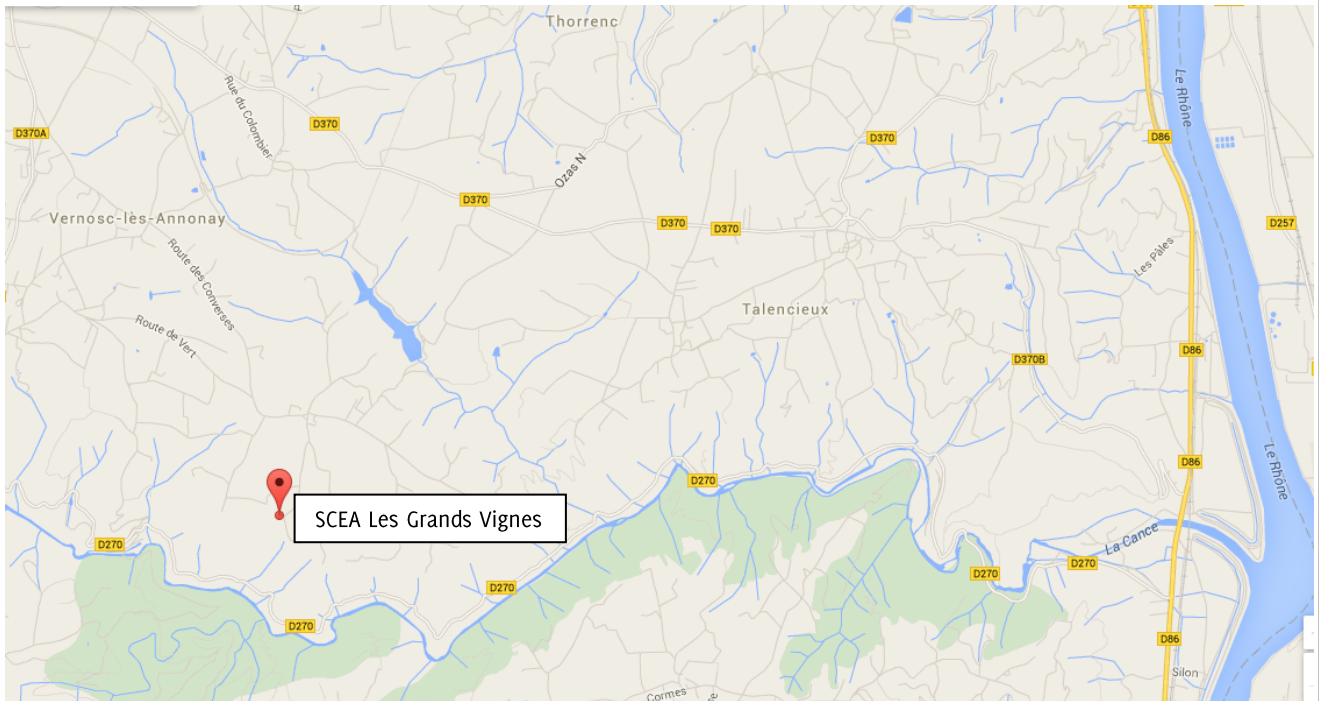 Thorrenc
Le Rhône
Rue du Colombier
D370
D370A
D370
D86
Ozas N
D370
Vernosc-lès-Annonay
D370
D370
D257
Route des Converses
Les Pâles
Talencieux
Route de Vert
D86
D370B
Le Rhône
D86
D270
SCEA Les Grands Vignes
D270
La Cance
D270
D270
D270
D270
D86
Silon
Cormes